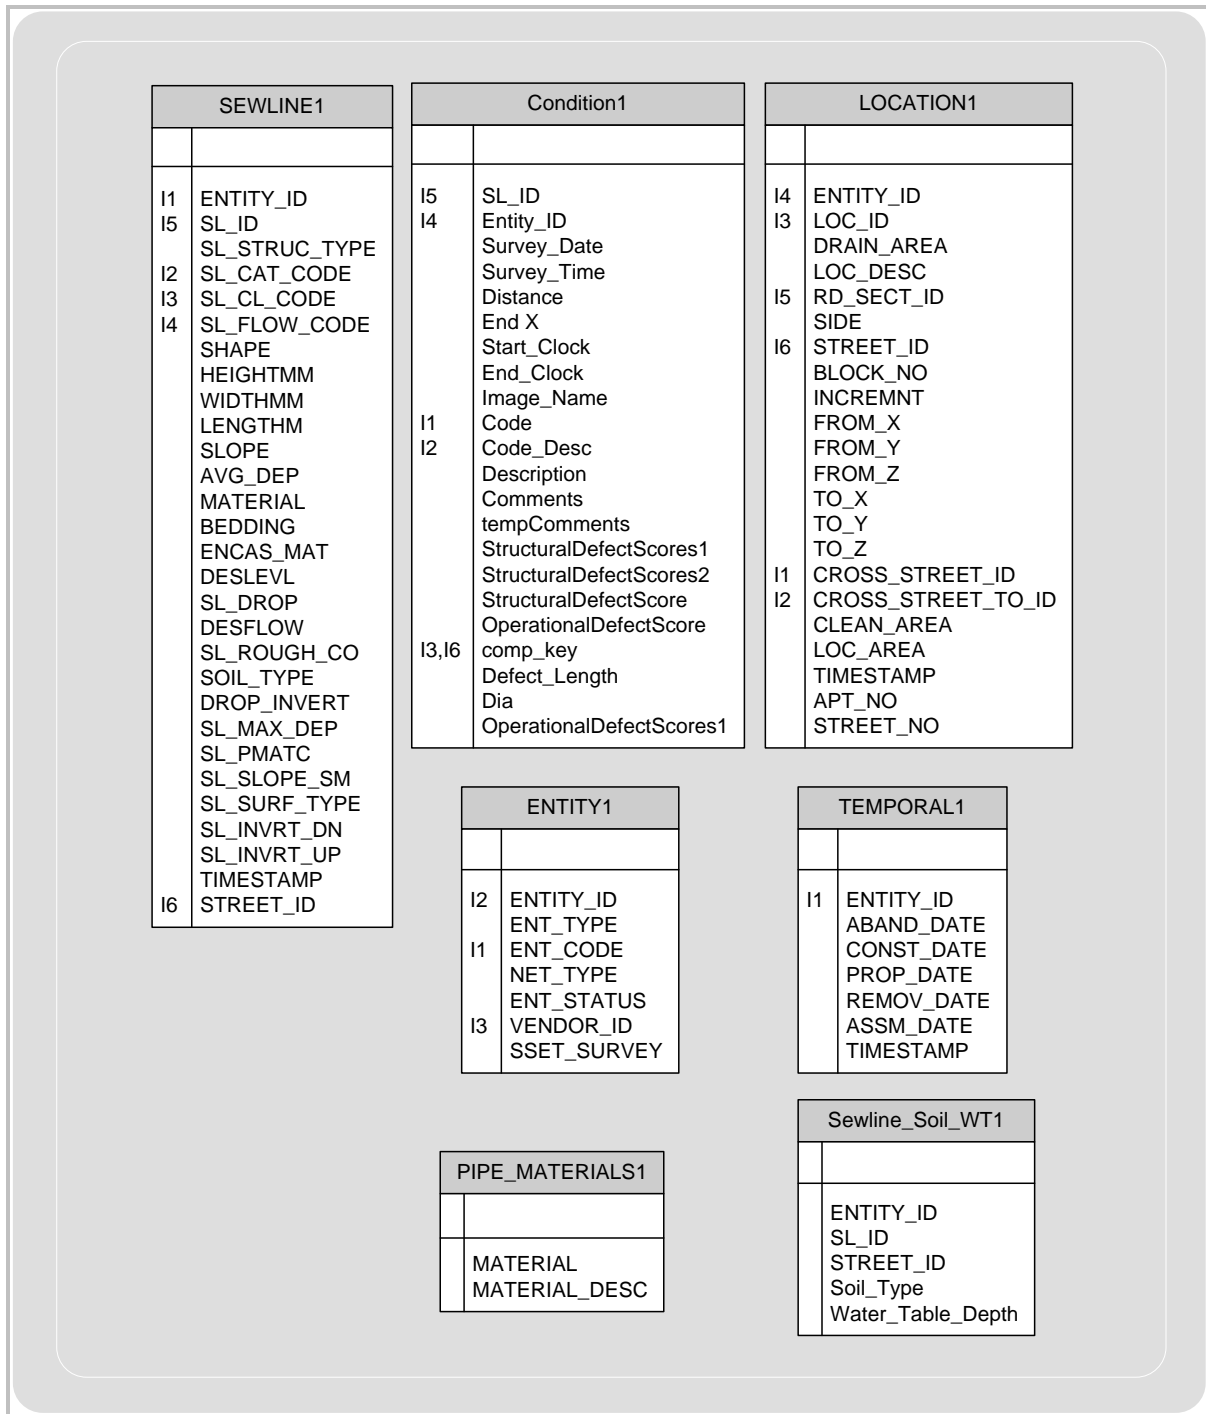 SEWLINE1
I1 ENTITY_ID
I5 SL_ID
SL_STRUC_TYPE
I2 SL_CAT_CODE
I3 SL_CL_CODE
I4 SL_FLOW_CODE
SHAPE
HEIGHTMM
WIDTHMM
LENGTHM
SLOPE
AVG_DEP
MATERIAL
BEDDING
ENCAS_MAT
DESLEVL
SL_DROP
DESFLOW
SL_ROUGH_CO
SOIL_TYPE
DROP_INVERT
SL_MAX_DEP
SL_PMATC
SL_SLOPE_SM
SL_SURF_TYPE
SL_INVRT_DN
SL_INVRT_UP
TIMESTAMP
I6 STREET_ID
Condition1
I5 SL_ID
I4 Entity_ID
Survey_Date
Survey_Time
Distance
End X
Start_Clock
End_Clock
Image_Name
I1 Code
I2 Code_Desc
Description
Comments
tempComments
StructuralDefectScores1
StructuralDefectScores2
StructuralDefectScore
OperationalDefectScore
I3,I6 comp_key
Defect_Length
Dia
OperationalDefectScores1
LOCATION1
I4 ENTITY_ID
I3 LOC_ID
DRAIN_AREA
LOC_DESC
I5 RD_SECT_ID
SIDE
I6 STREET_ID
BLOCK_NO
INCREMNT
FROM_X
FROM_Y
FROM_Z
TO_X
TO_Y
TO_Z
I1 CROSS_STREET_ID
I2 CROSS_STREET_TO_ID
CLEAN_AREA
LOC_AREA
TIMESTAMP
APT_NO
STREET_NO
ENTITY1
I2 ENTITY_ID
ENT_TYPE
I1 ENT_CODE
NET_TYPE
ENT_STATUS
I3 VENDOR_ID
SSET_SURVEY
TEMPORAL1
I1 ENTITY_ID
ABAND_DATE
CONST_DATE
PROP_DATE
REMOV_DATE
ASSM_DATE
TIMESTAMP
PIPE_MATERIALS1
MATERIAL
MATERIAL_DESC
Sewline_Soil_WT1
ENTITY_ID
SL_ID
STREET_ID
Soil_Type
Water_Table_Depth